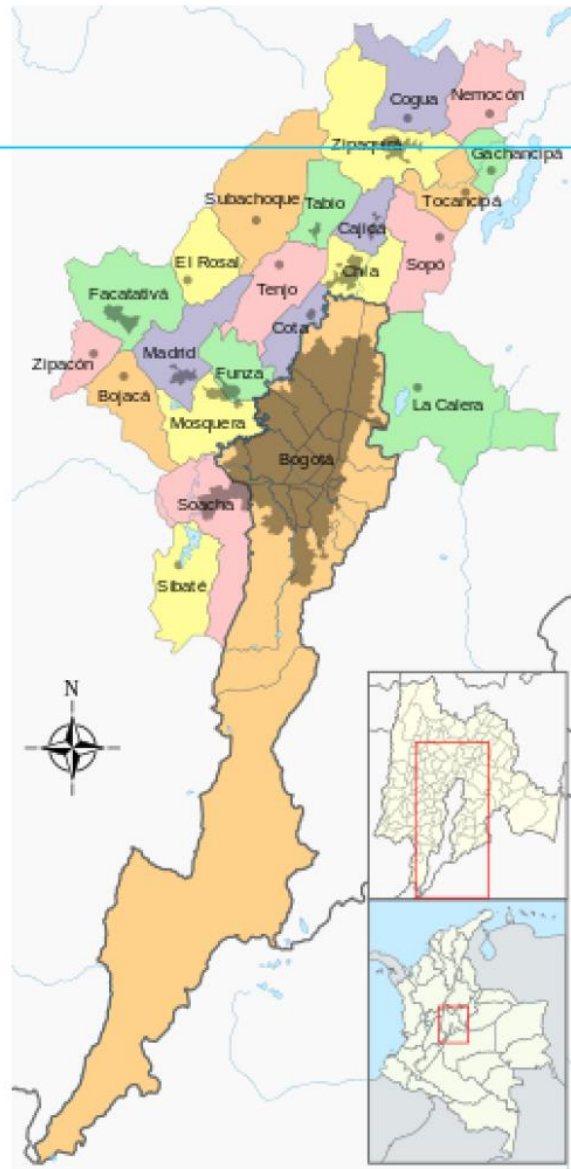 Cogua
Nemocón
Zipaquirá
Gachancipá
Subachoque
Tabio
Tocancipá
Cajica
El Rosal
Tenjo
Chía
Sopó
Facatativá
Cota
Zipacón
Madrid
Funza
Bojacá
La Calera
Mosquera
Bogotá
Soacha
Sibaté
N